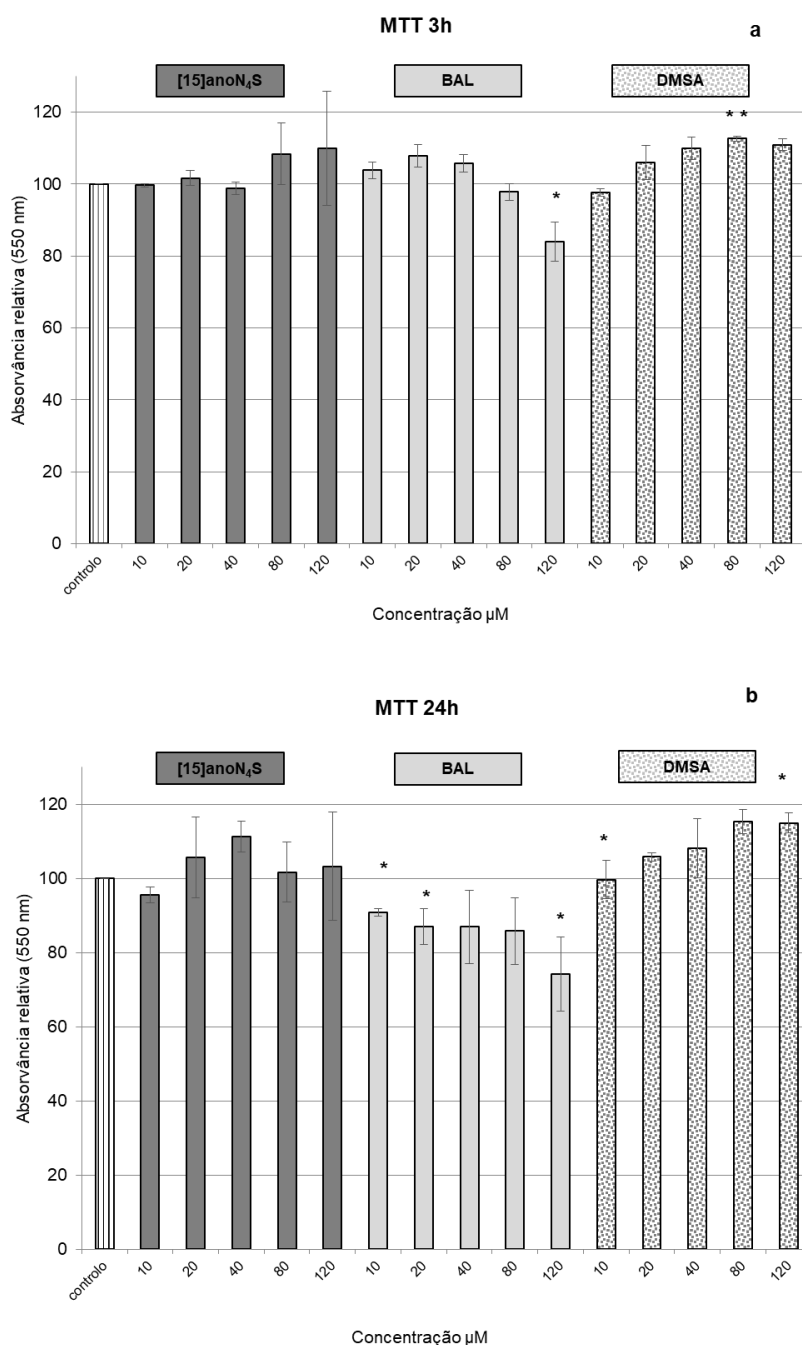 MTT 3h
a
[15]anoN₄S
BAL
DMSA
* *
*
120
100
80
60
40
20
0
Absorvância relativa (550 nm)
controlo 10 20 40 80 120 10 20 40 80 120 10 20 40 80 120
Concentração µM
b
MTT 24h
[15]anoN₄S
BAL
DMSA
*
* * * *
120
100
80
60
40
20
0
Absorvância relativa (550 nm)
controlo 10 20 40 80 120 10 20 40 80 120 10 20 40 80 120
Concentração µM